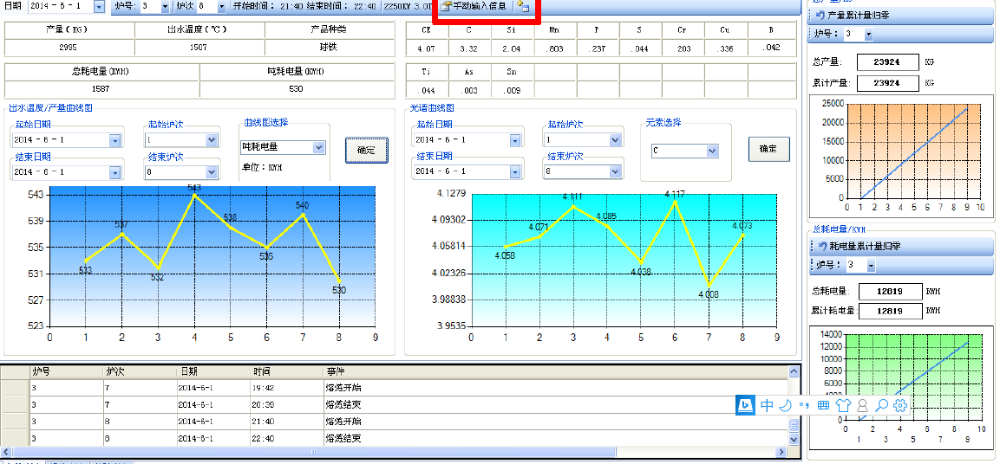 日期 2014 - 6 - 1 炉号: 3 炉次 8 开始时间： 21:40 结束时间： 22:40 2250KY 3.0 手动输入信息
产量(KG) 出水温度(℃) 产品种类
2995 1507 球铁
总耗电量(KWH) 吨耗电量(KWH)
1587 530
CE C Si Mn P S Cr Cu B
4.07 3.32 2.04 .803 .237 .044 .203 .336 .042
Ti As Sn
.044 .003 .009
出水温度/产量曲线图
起始日期 起始炉次 曲线图选择
2014 - 6 - 1 1 吨耗电量 确定
结束日期 结束炉次
2014 - 6 - 1 8 单位：KWH
543
539
535
531
527
523
533 537 532 543 538 535 540 530
0 1 2 3 4 5 6 7 8 9
光谱曲线图
起始日期 起始炉次 元素选择
2014 - 6 - 1 1 C 确定
结束日期 结束炉次
2014 - 6 - 1 8
4.1279
4.09302
4.05814
4.02326
3.98838
3.9535
4.058 4.071 4.111 4.085 4.038 4.117 4.008 4.073
0 1 2 3 4 5 6 7 8 9
炉号 炉次 日期 时间 事件
3 7 2014-6-1 19:42 熔炼开始
3 7 2014-6-1 20:39 熔炼结束
3 8 2014-6-1 21:40 熔炼开始
3 8 2014-6-1 22:40 熔炼结束
产量累计量归零
炉号： 3
总产量: 23924 KG
累计产量: 23924 KG
25000
20000
15000
10000
5000
0
0 1 2 3 4 5 6 7 8 9 10
总耗电量/KWH
耗电量累计量归零
炉号： 3
总耗电量: 12819 KWH
累计耗电量: 12819 KWH
14000
12000
10000
8000
6000
4000
0
0 2 4 6 8 10
1 3 5 7 9
中